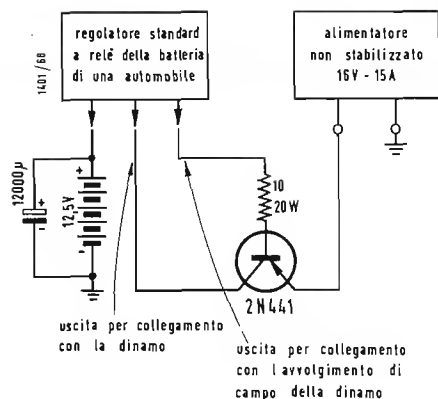 regolatore standard
a relé della batteria
di una automobile
alimentatore
non stabilizzato
16V - 15A
1401/68
12000µ
+
-
+
12,5V
-
10
20W
2N441
uscita per collegamento
con la dinamo
uscita per collegamento
con l avvolgimento di
campo della dinamo